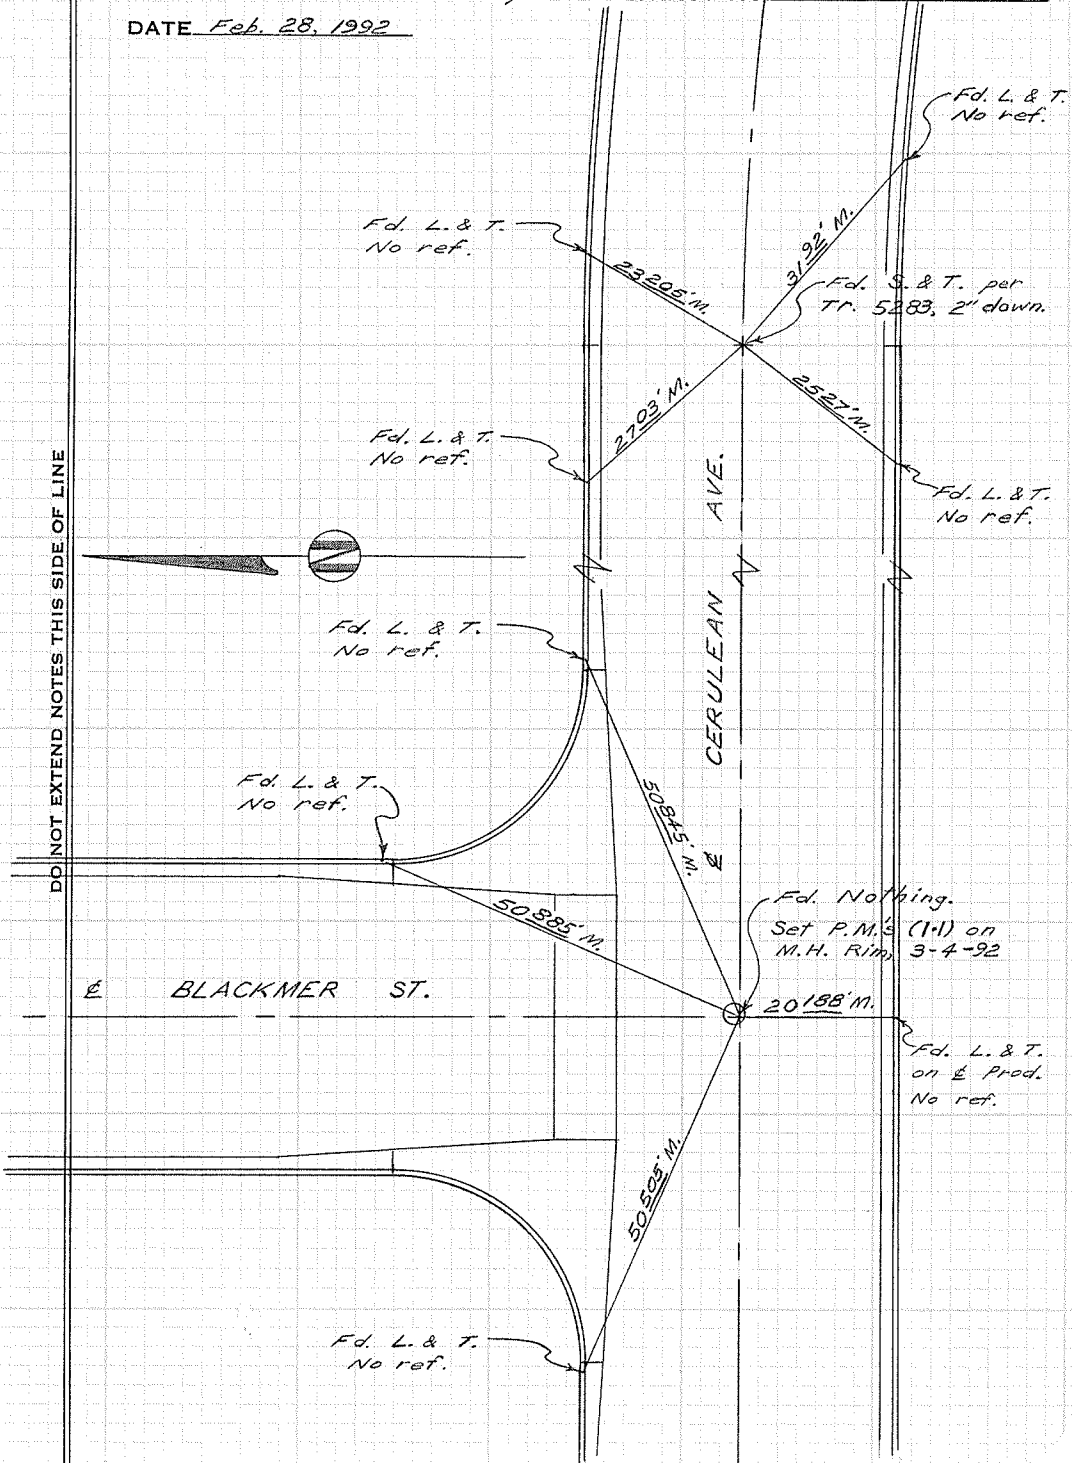 DATE Feb. 28, 1992
Fd. L. & T.
No ref.
Fd. L. & T.
No ref.
23 205' M.
31 92' M.
Fd. S. & T. per
Tr. 5283, 2" down.
27 03' M.
25 27' M.
Fd. L. & T.
No ref.
Fd. L. & T.
No ref.
DO NOT EXTEND NOTES THIS SIDE OF LINE
N
CERULEAN AVE.
℄
Fd. L. & T.
No ref.
Fd. L. & T.
No ref.
50 845' M.
50 885' M.
Fd. Nothing.
Set P.M.'s (1•1) on
M.H. Rim, 3-4-92
℄ BLACKMER ST.
20 188' M.
Fd. L. & T.
on ℄ Prod.
No ref.
50 505' M.
Fd. L. & T.
No ref.